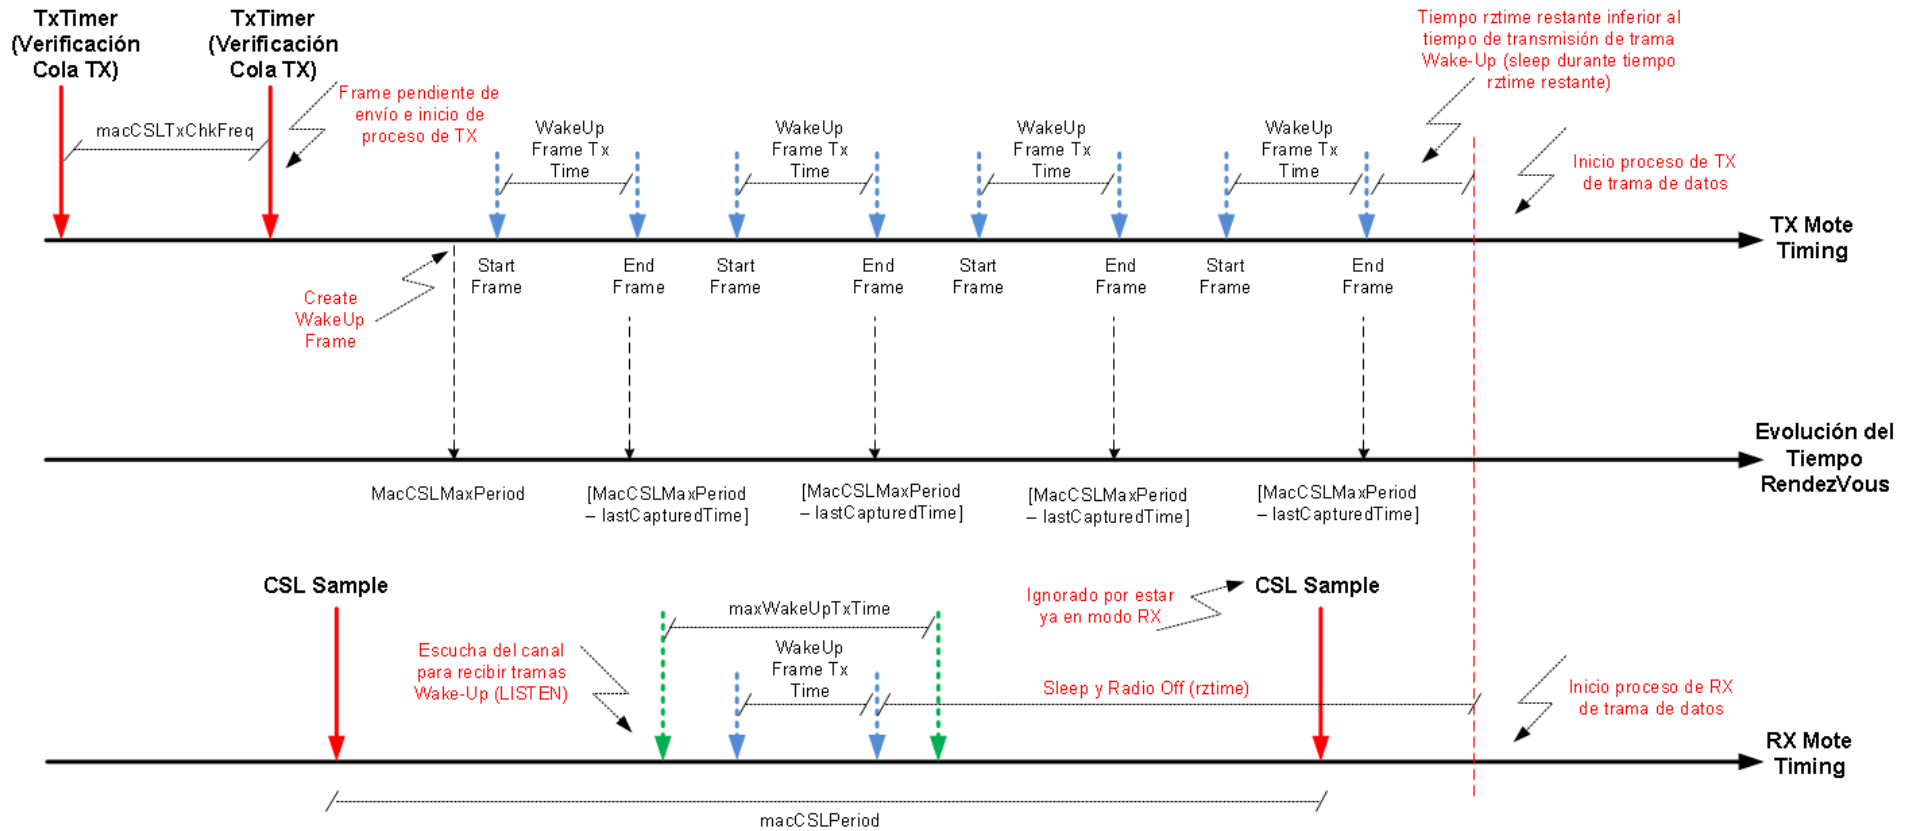 TxTimer
(Verificación
Cola TX)
TxTimer
(Verificación
Cola TX)
macCSLTxChkFreq
Frame pendiente de
envío e inicio de
proceso de TX
WakeUp
Frame Tx
Time
WakeUp
Frame Tx
Time
WakeUp
Frame Tx
Time
WakeUp
Frame Tx
Time
Tiempo rztime restante inferior al
tiempo de transmisión de trama
Wake-Up (sleep durante tiempo
rztime restante)
Inicio proceso de TX
de trama de datos
TX Mote
Timing
Create
WakeUp
Frame
Start
Frame
End
Frame
Start
Frame
End
Frame
Start
Frame
End
Frame
Start
Frame
End
Frame
Evolución del
Tiempo
RendezVous
MacCSLMaxPeriod
[MacCSLMaxPeriod
– lastCapturedTime]
[MacCSLMaxPeriod
– lastCapturedTime]
[MacCSLMaxPeriod
– lastCapturedTime]
[MacCSLMaxPeriod
– lastCapturedTime]
CSL Sample
Escucha del canal
para recibir tramas
Wake-Up (LISTEN)
maxWakeUpTxTime
WakeUp
Frame Tx
Time
Ignorado por estar
ya en modo RX
CSL Sample
Sleep y Radio Off (rztime)
Inicio proceso de RX
de trama de datos
RX Mote
Timing
macCSLPeriod